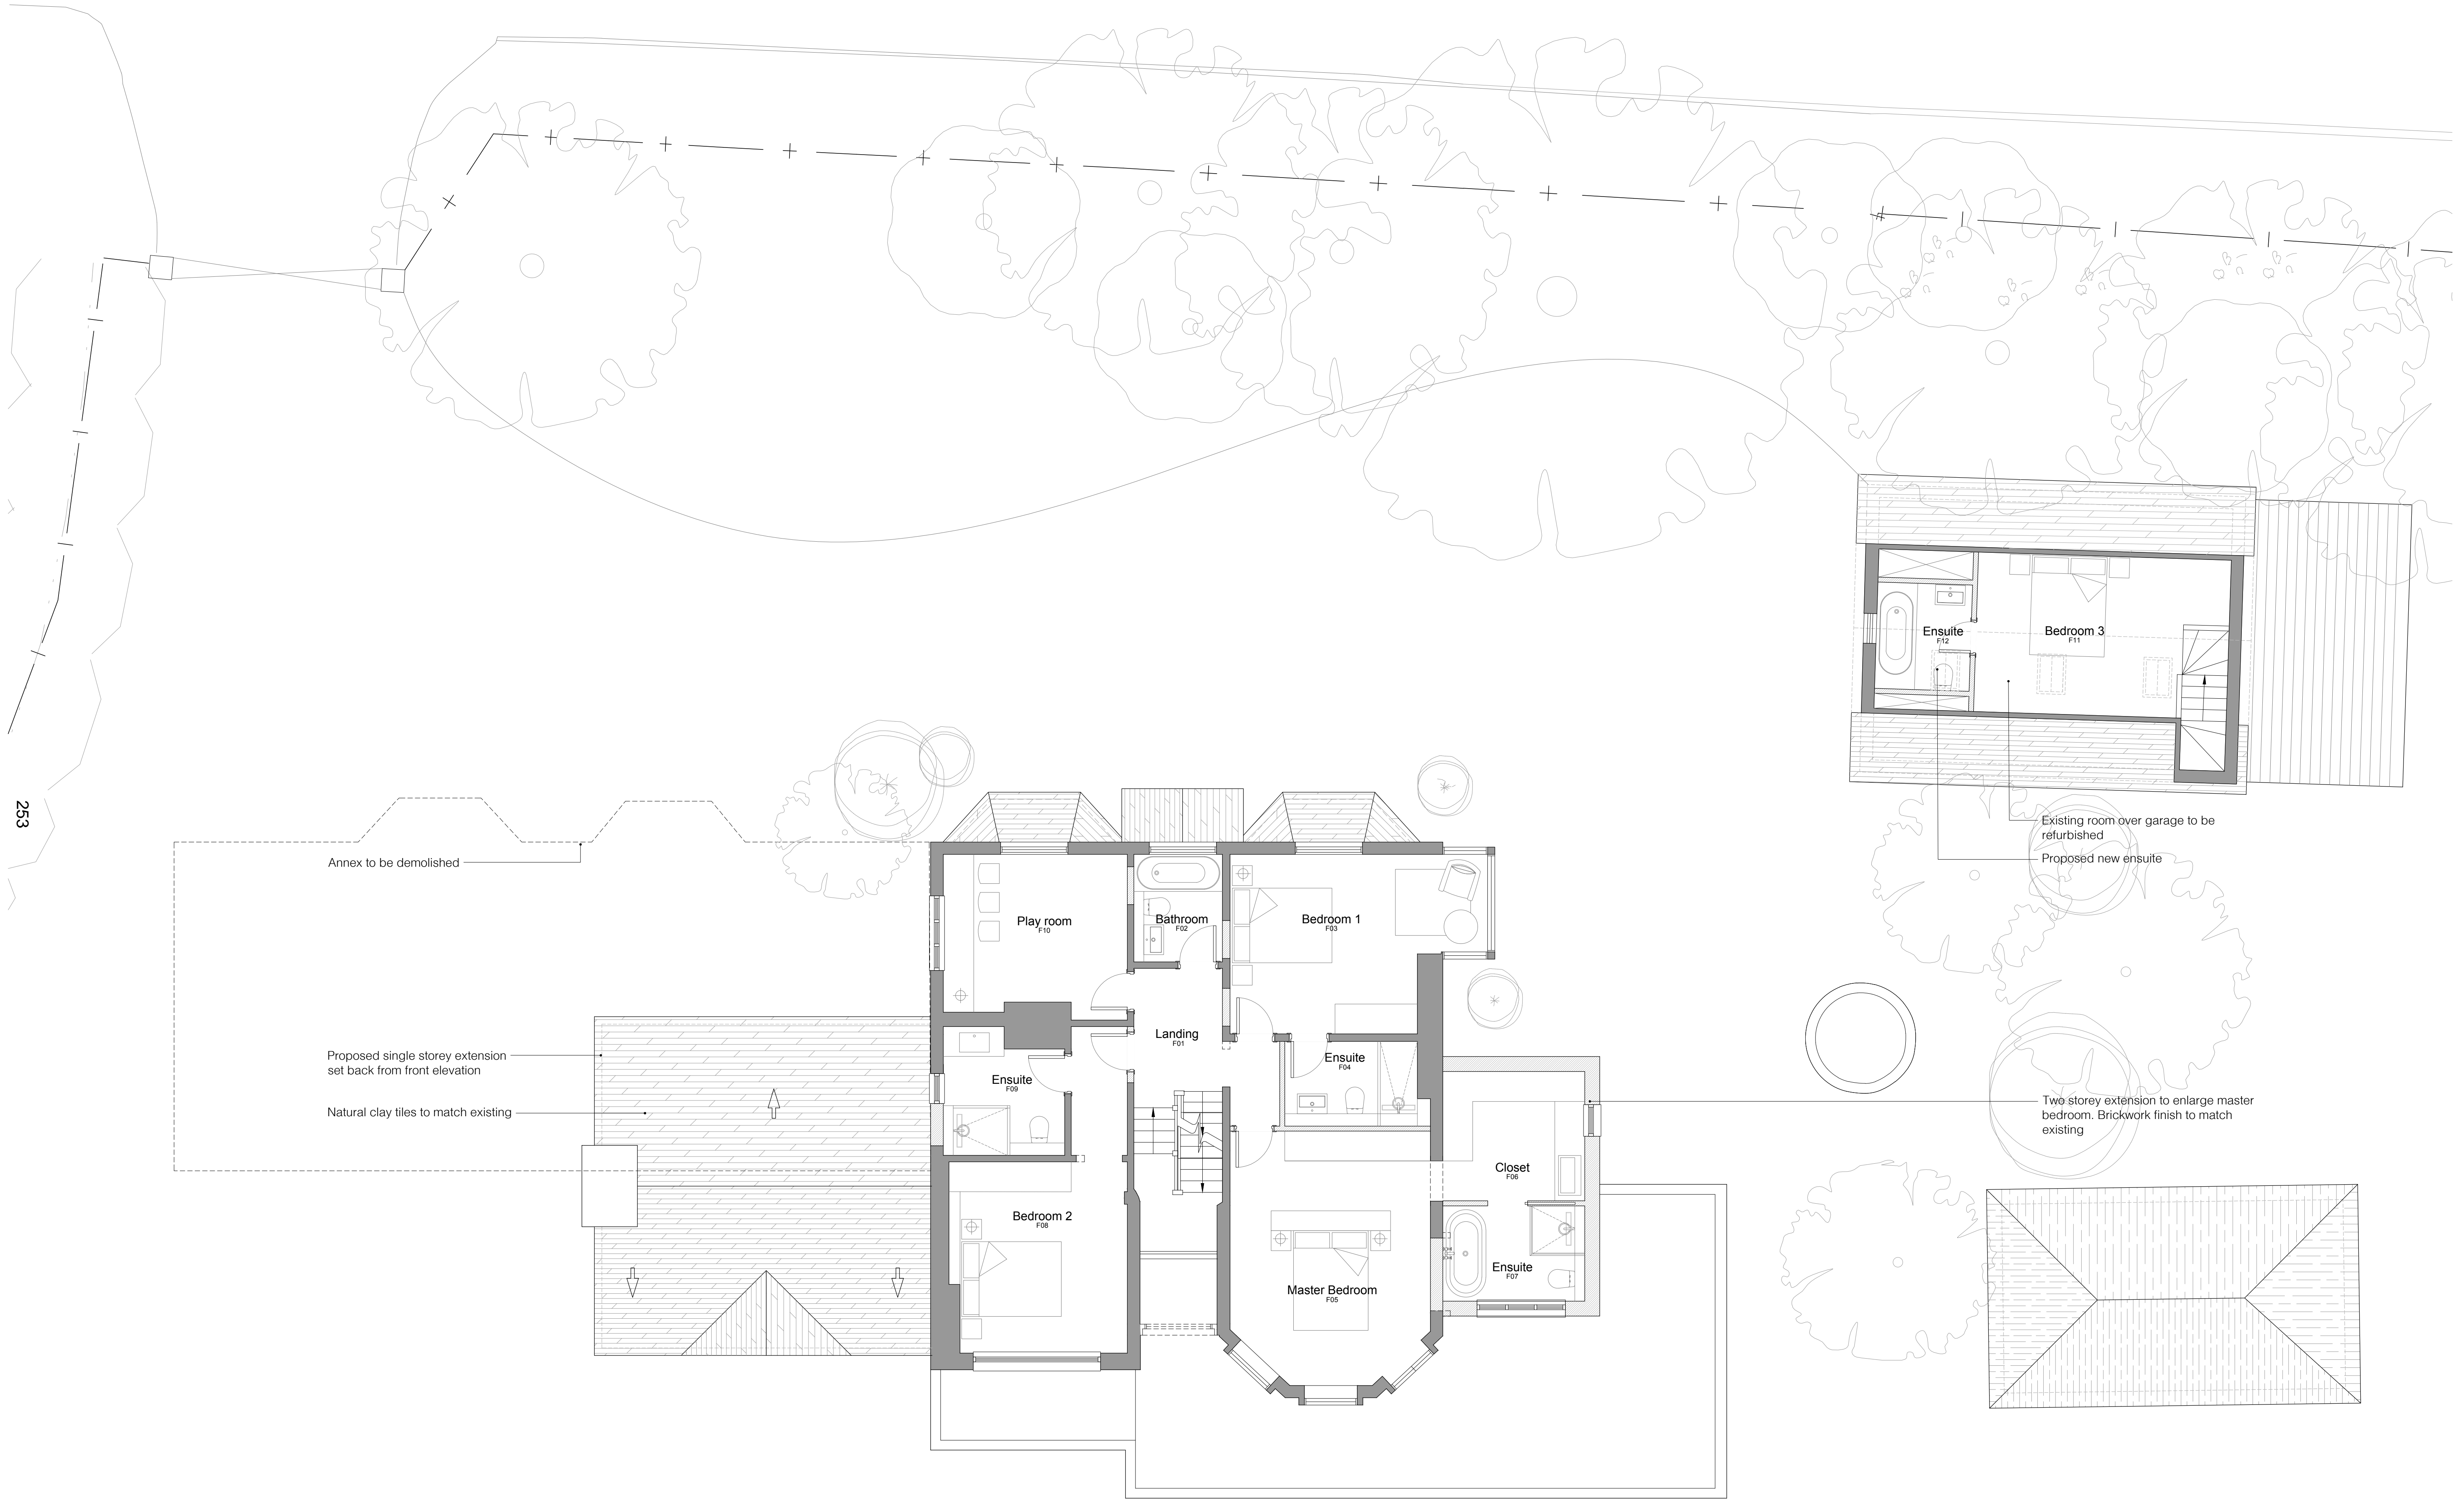 Ensuite
F12
Bedroom 3
F11
253
Existing room over garage to be
refurbished
Proposed new ensuite
Annex to be demolished
Play room
F10
Bathroom
F02
Bedroom 1
F03
Landing
F01
Proposed single storey extension
set back from front elevation
Ensuite
F04
Ensuite
F09
Natural clay tiles to match existing
Two storey extension to enlarge master
bedroom. Brickwork finish to match
existing
Closet
F06
Bedroom 2
F08
Ensuite
F07
Master Bedroom
F05